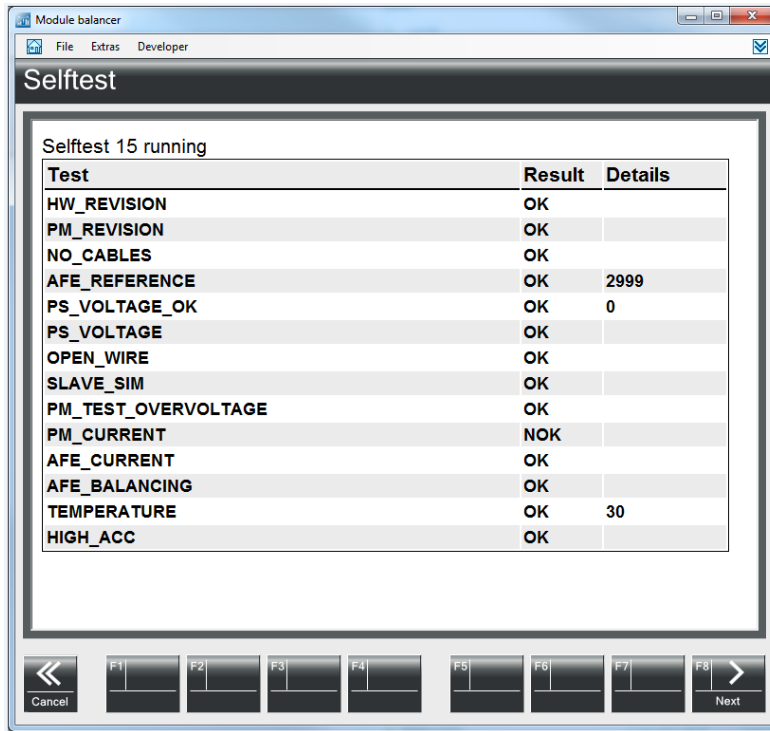 Module balancer
File Extras Developer
Selftest
Selftest 15 running
Test Result Details
HW_REVISION OK
PM_REVISION OK
NO_CABLES OK
AFE_REFERENCE OK 2999
PS_VOLTAGE_OK OK 0
PS_VOLTAGE OK
OPEN_WIRE OK
SLAVE_SIM OK
PM_TEST_OVERVOLTAGE OK
PM_CURRENT NOK
AFE_CURRENT OK
AFE_BALANCING OK
TEMPERATURE OK 30
HIGH_ACC OK
F1 F2 F3 F4 F5 F6 F7 F8
Cancel Next